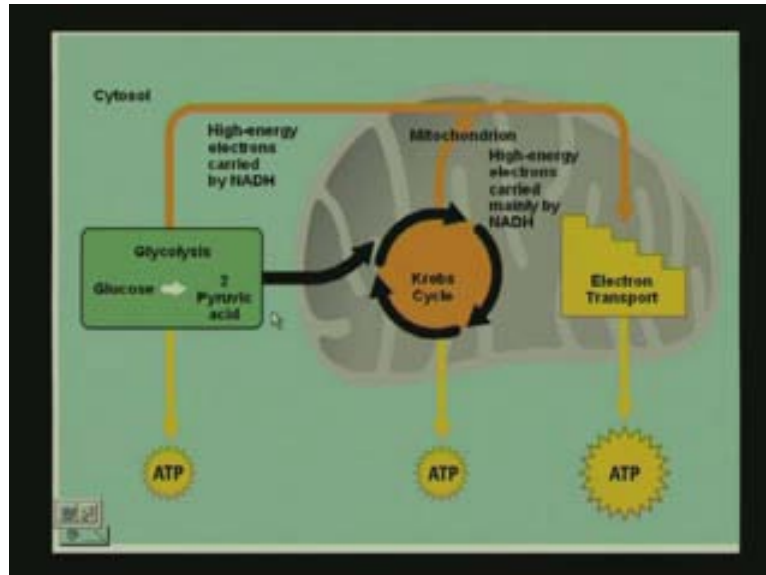 Cytosol
High-energy
electrons
carried
by NADH
Mitochondrion
High-energy
electrons
carried
mainly by
NADH
Glycolysis
Glucose
2
Pyruvic
acid
Krebs
Cycle
Electron
Transport
ATP
ATP
ATP